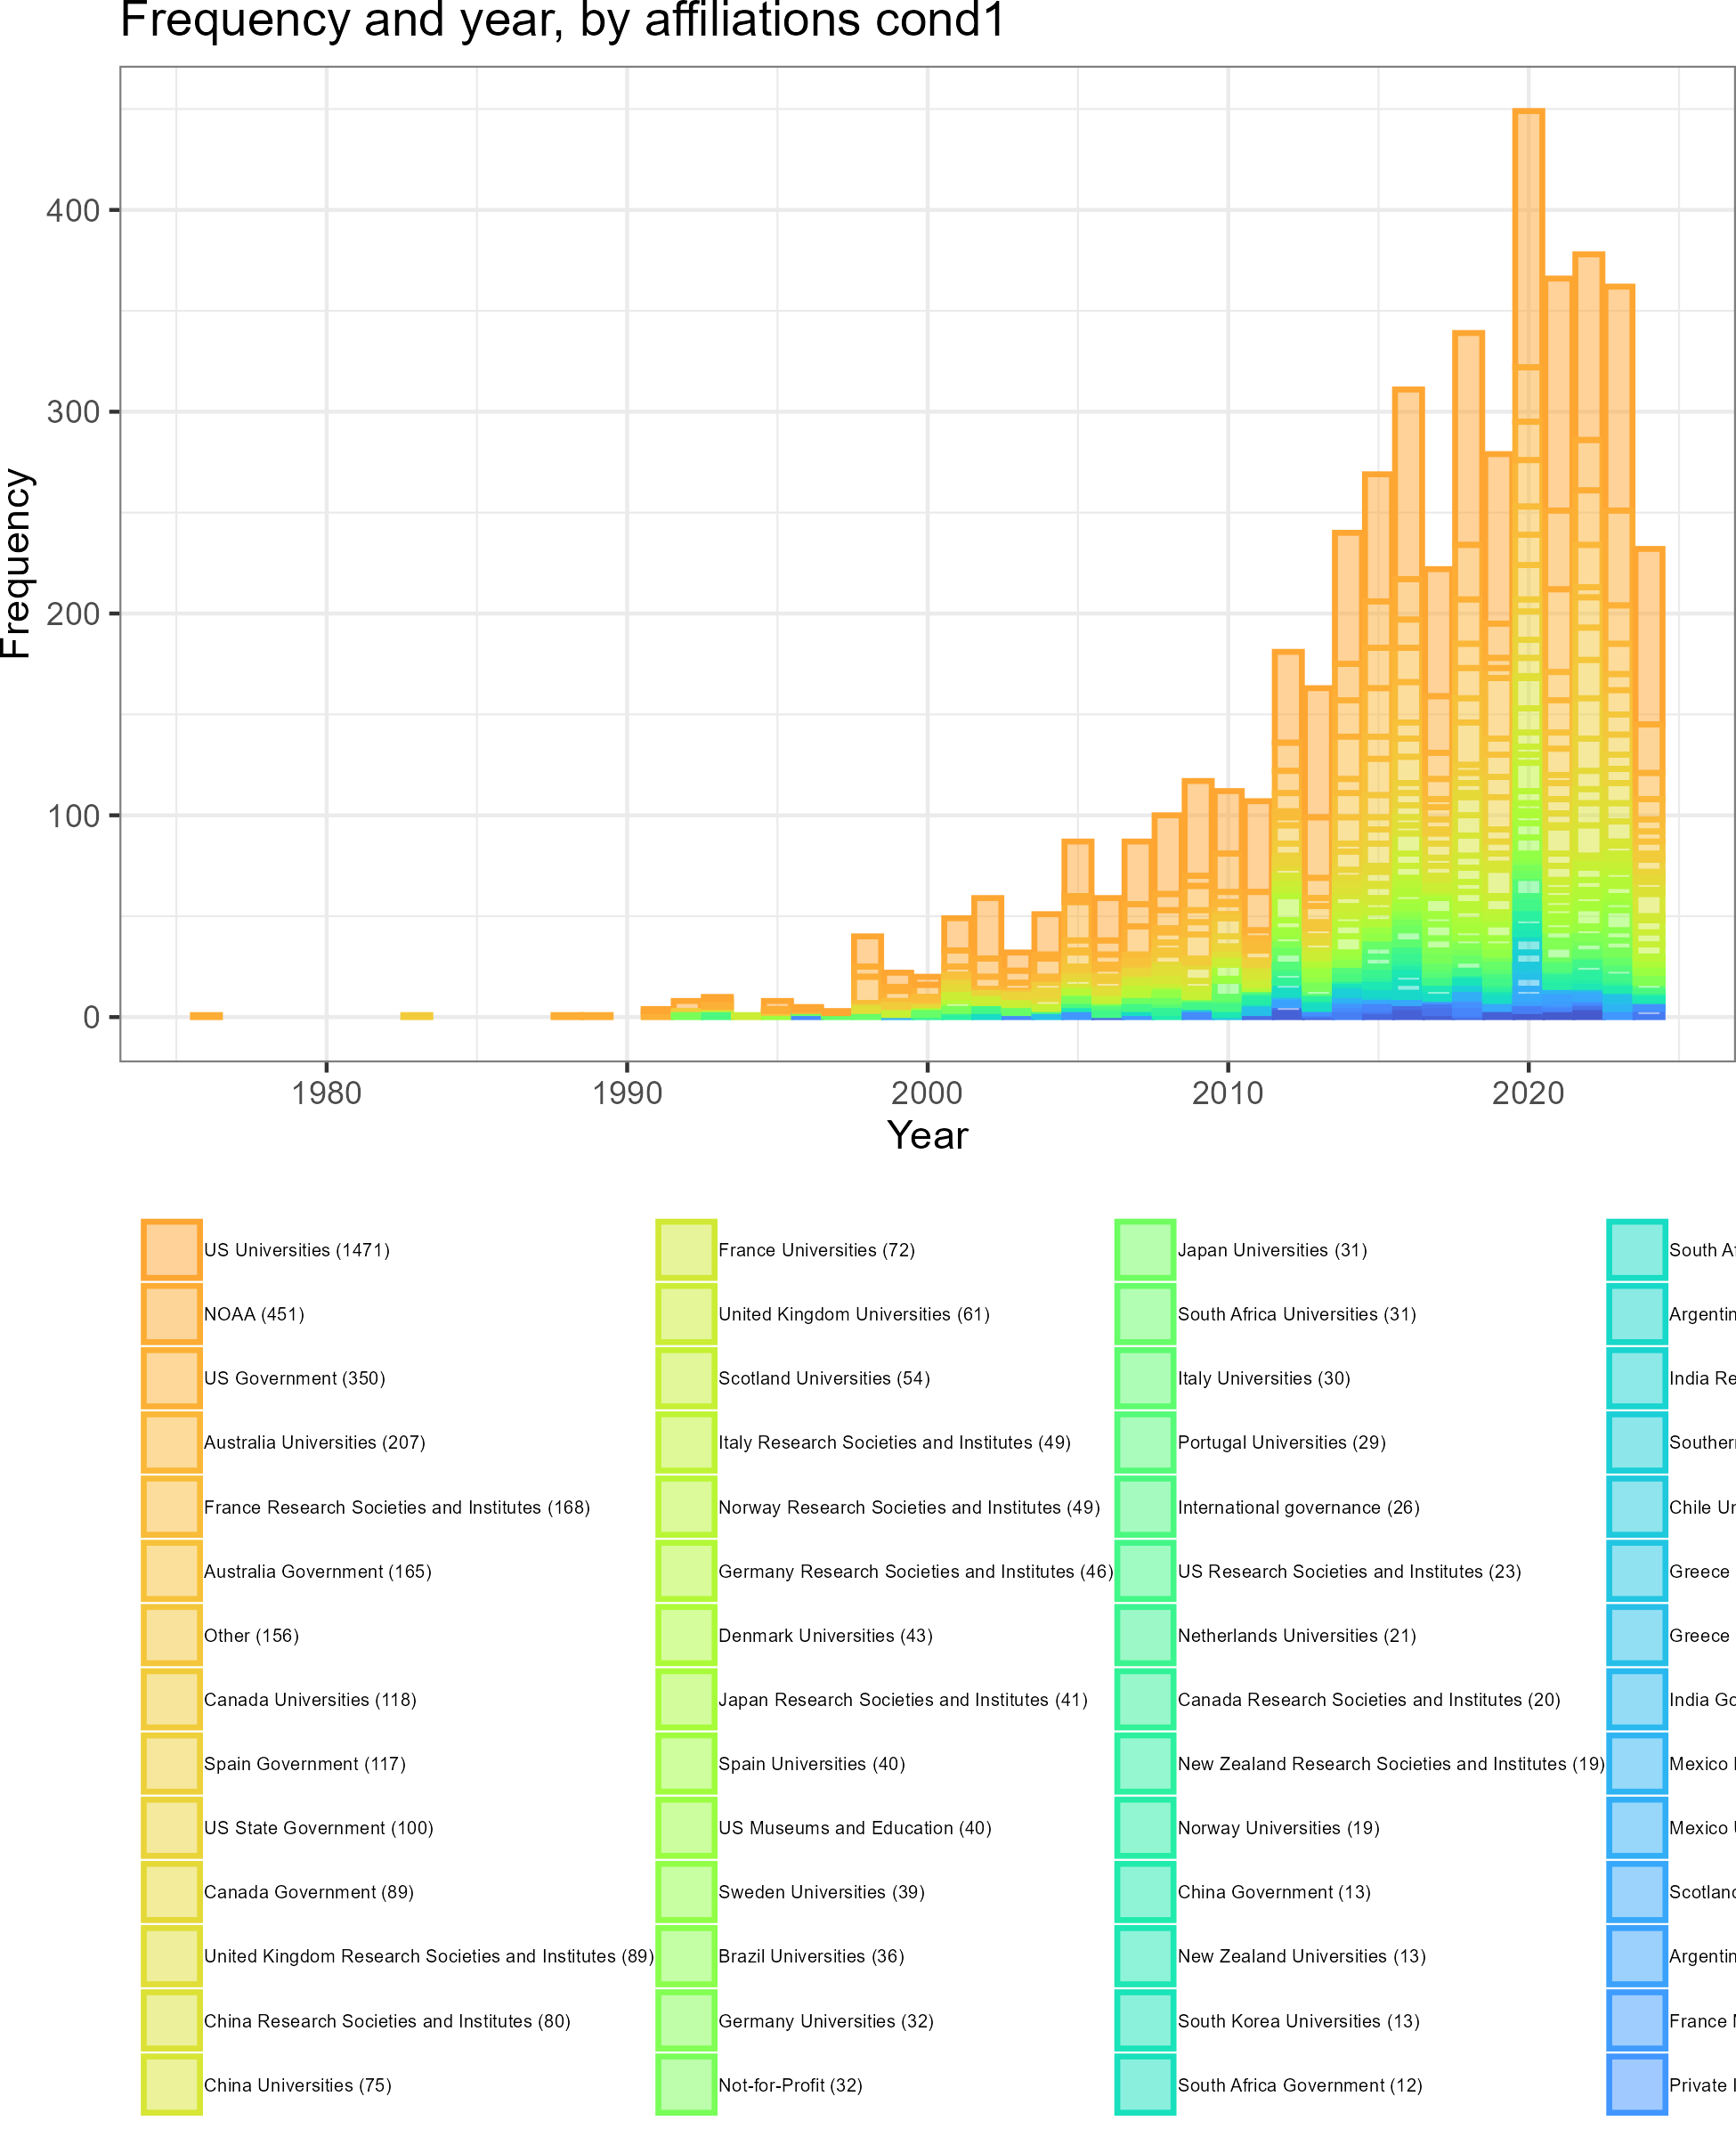 Frequency and year, by affiliations cond1
Frequency
400
300
200
100
0
1980 1990 2000 2010 2020
Year
US Universities (1471)
NOAA (451)
US Government (350)
Australia Universities (207)
France Research Societies and Institutes (168)
Australia Government (165)
Other (156)
Canada Universities (118)
Spain Government (117)
US State Government (100)
Canada Government (89)
United Kingdom Research Societies and Institutes (89)
China Research Societies and Institutes (80)
China Universities (75)
France Universities (72)
United Kingdom Universities (61)
Scotland Universities (54)
Italy Research Societies and Institutes (49)
Norway Research Societies and Institutes (49)
Germany Research Societies and Institutes (46)
Denmark Universities (43)
Japan Research Societies and Institutes (41)
Spain Universities (40)
US Museums and Education (40)
Sweden Universities (39)
Brazil Universities (36)
Germany Universities (32)
Not-for-Profit (32)
Japan Universities (31)
South Africa Universities (31)
Italy Universities (30)
Portugal Universities (29)
International governance (26)
US Research Societies and Institutes (23)
Netherlands Universities (21)
Canada Research Societies and Institutes (20)
New Zealand Research Societies and Institutes (19)
Norway Universities (19)
China Government (13)
New Zealand Universities (13)
South Korea Universities (13)
South Africa Government (12)
South
India
Chile
Greece
Greece
India
Mexico
Mexico
France
Private